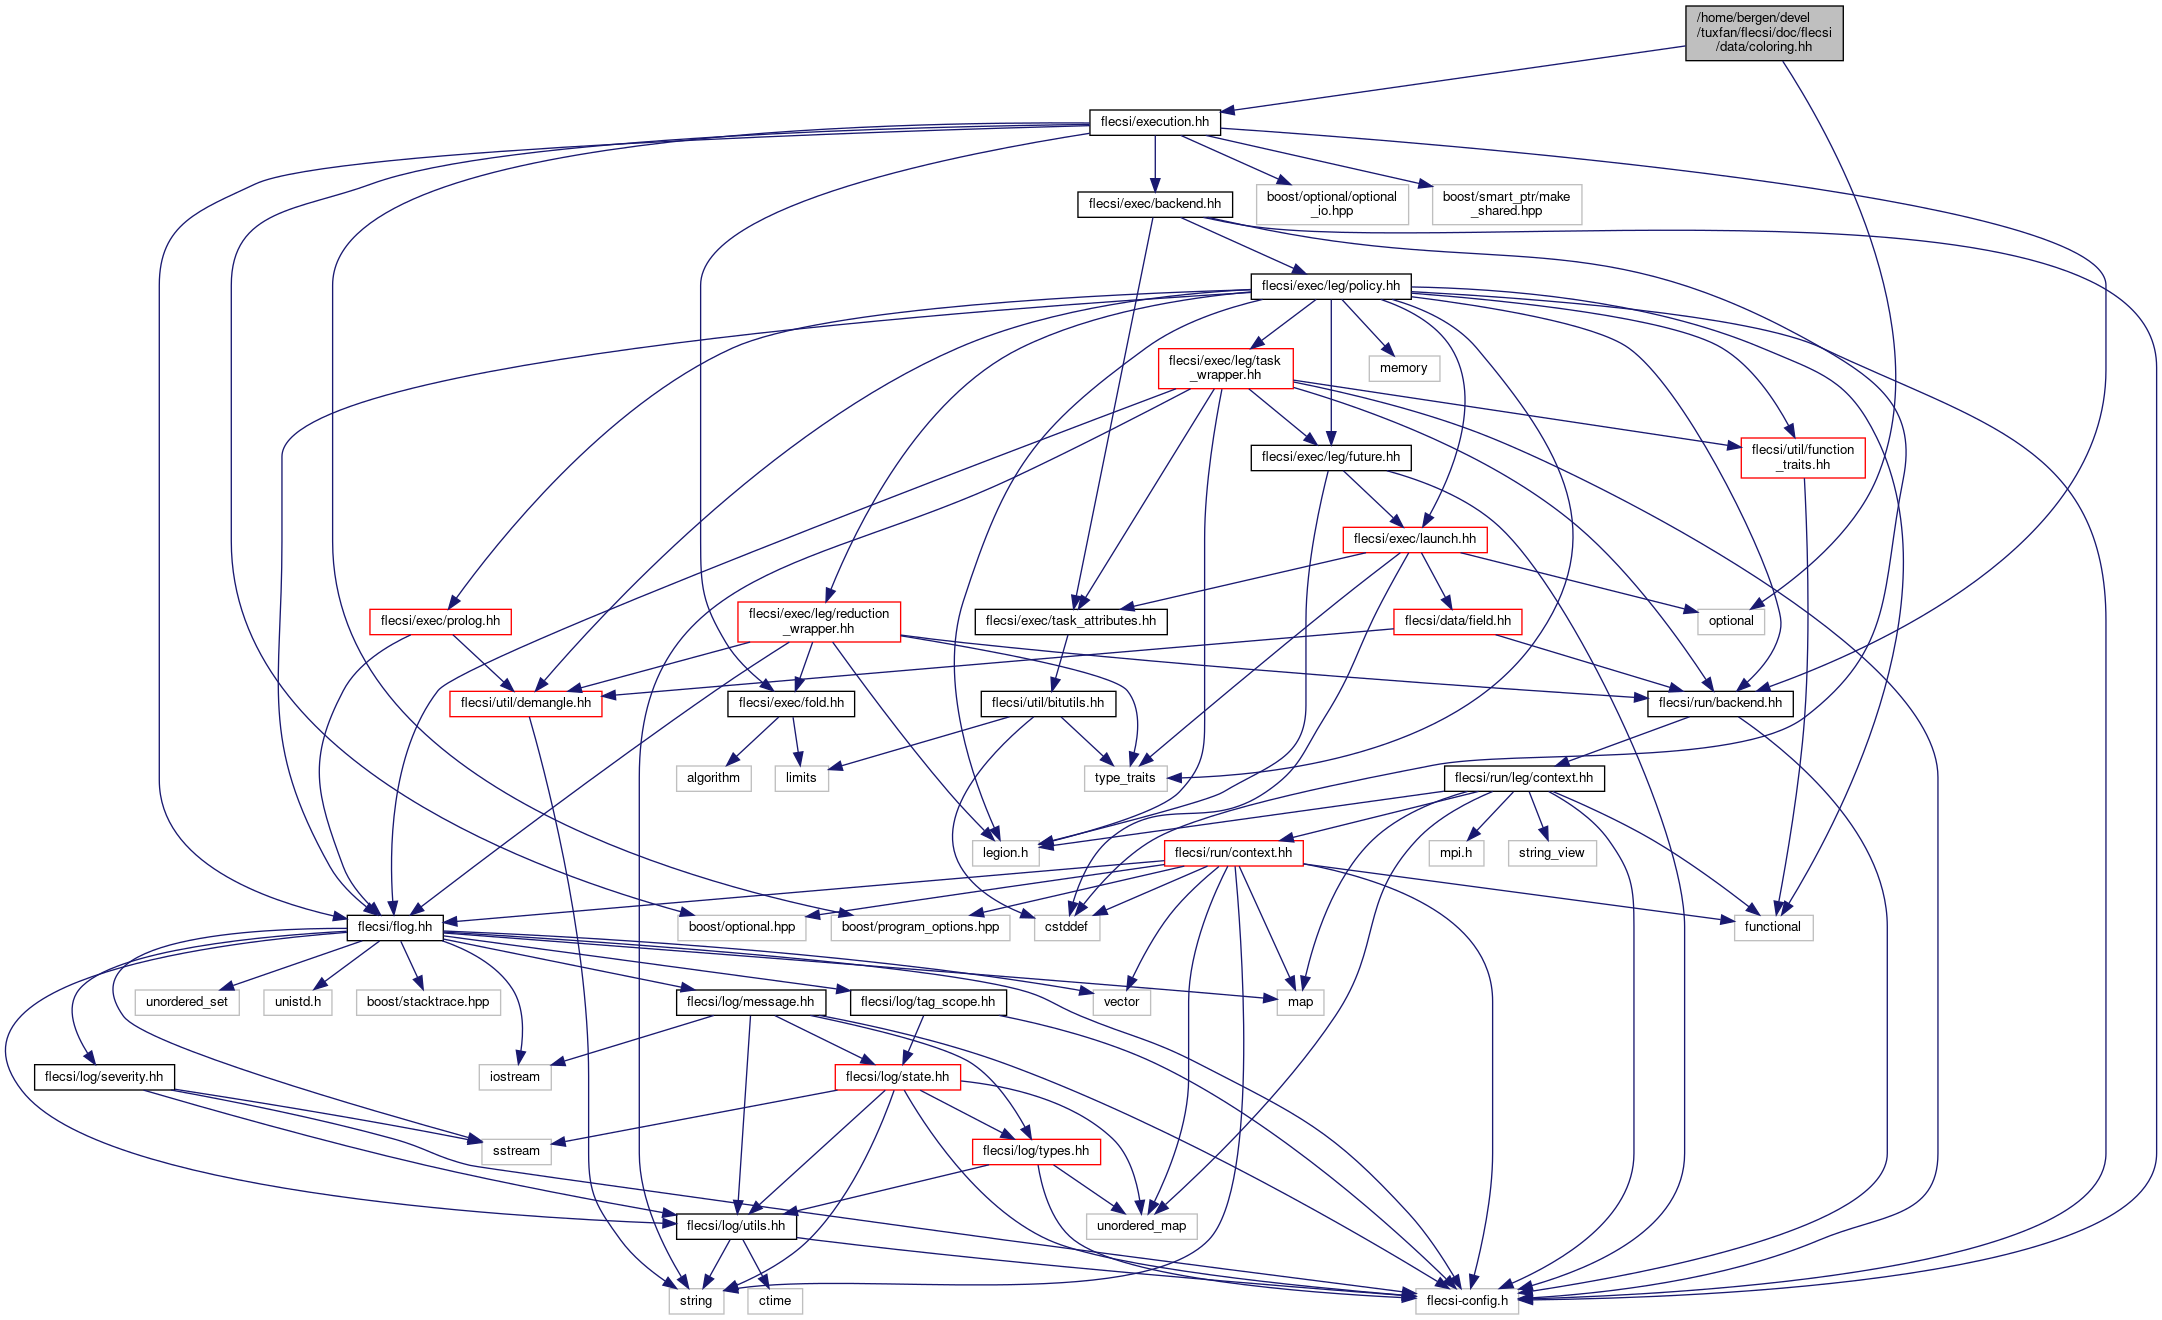 /home/bergen/devel
/tuxfan/flecsi/doc/flecsi
/data/coloring.hh
flecsi/execution.hh
flecsi/exec/backend.hh
boost/optional/optional
_io.hpp
boost/smart_ptr/make
_shared.hpp
flecsi/exec/leg/policy.hh
flecsi/exec/leg/task
_wrapper.hh
memory
flecsi/exec/leg/future.hh
flecsi/util/function
_traits.hh
flecsi/exec/launch.hh
flecsi/exec/prolog.hh
flecsi/exec/leg/reduction
_wrapper.hh
flecsi/exec/task_attributes.hh
flecsi/data/field.hh
optional
flecsi/util/demangle.hh
flecsi/exec/fold.hh
flecsi/util/bitutils.hh
flecsi/run/backend.hh
algorithm
limits
type_traits
flecsi/run/leg/context.hh
legion.h
flecsi/run/context.hh
mpi.h
string_view
flecsi/flog.hh
boost/optional.hpp
boost/program_options.hpp
cstddef
functional
unordered_set
unistd.h
boost/stacktrace.hpp
flecsi/log/message.hh
flecsi/log/tag_scope.hh
vector
map
flecsi/log/severity.hh
iostream
flecsi/log/state.hh
sstream
flecsi/log/types.hh
flecsi/log/utils.hh
unordered_map
string
ctime
flecsi-config.h